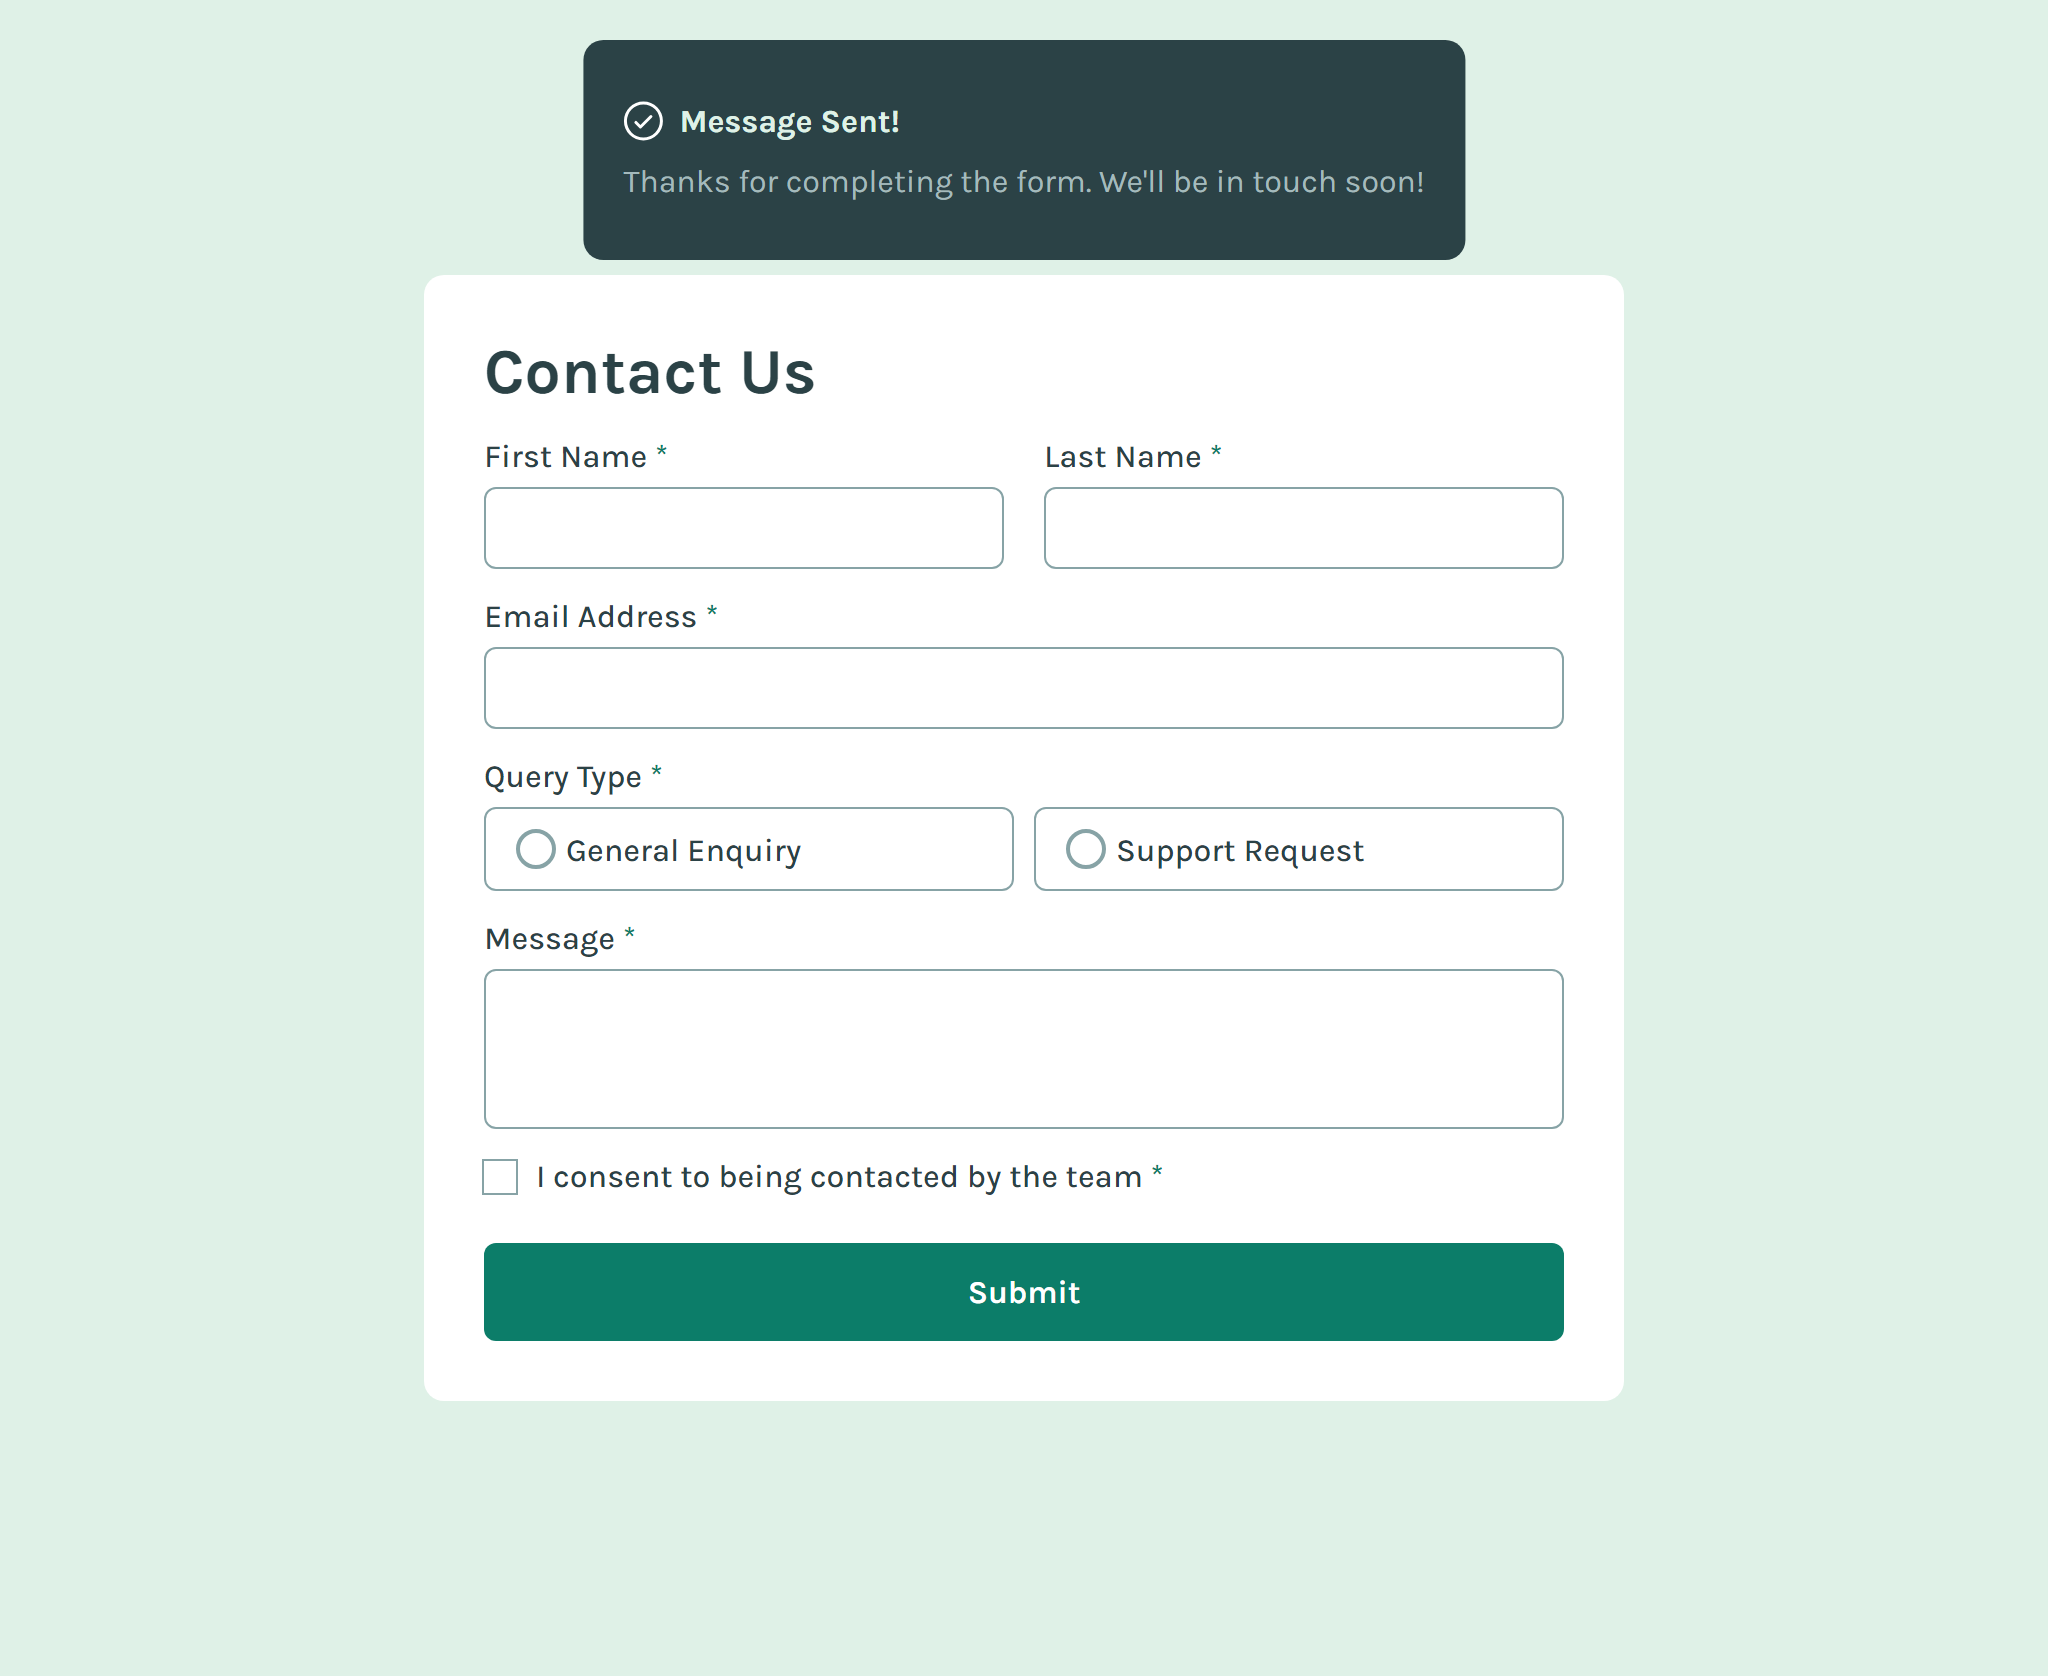 Message Sent!
Thanks for completing the form. We'll be in touch soon!
Contact Us
First Name *
Last Name *
Email Address *
Query Type *
General Enquiry
Support Request
Message *
I consent to being contacted by the team *
Submit